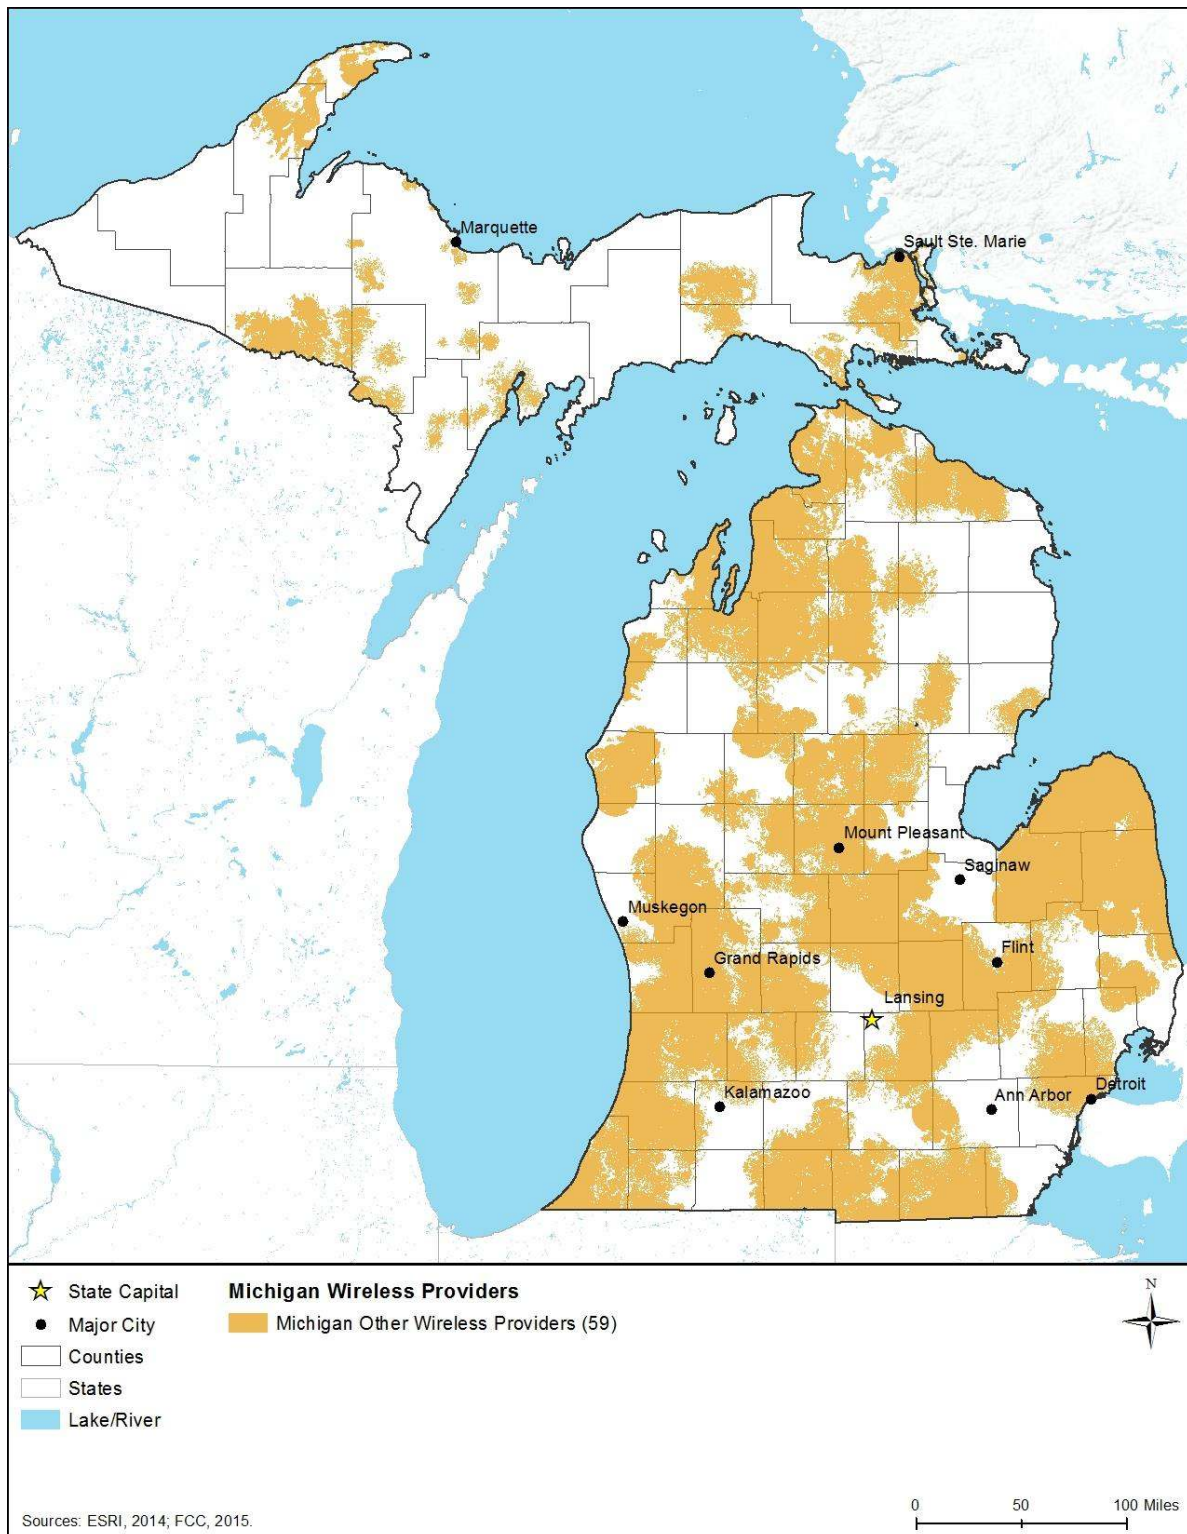 Marquette
Sault Ste. Marie
Mount Pleasant
Saginaw
Muskegon
Flint
Grand Rapids
Lansing
Kalamazoo
Ann Arbor
Detroit
State Capital
Michigan Wireless Providers
Major City
Michigan Other Wireless Providers (59)
Counties
States
Lake/River
N
0 50 100 Miles
Sources: ESRI, 2014; FCC, 2015.